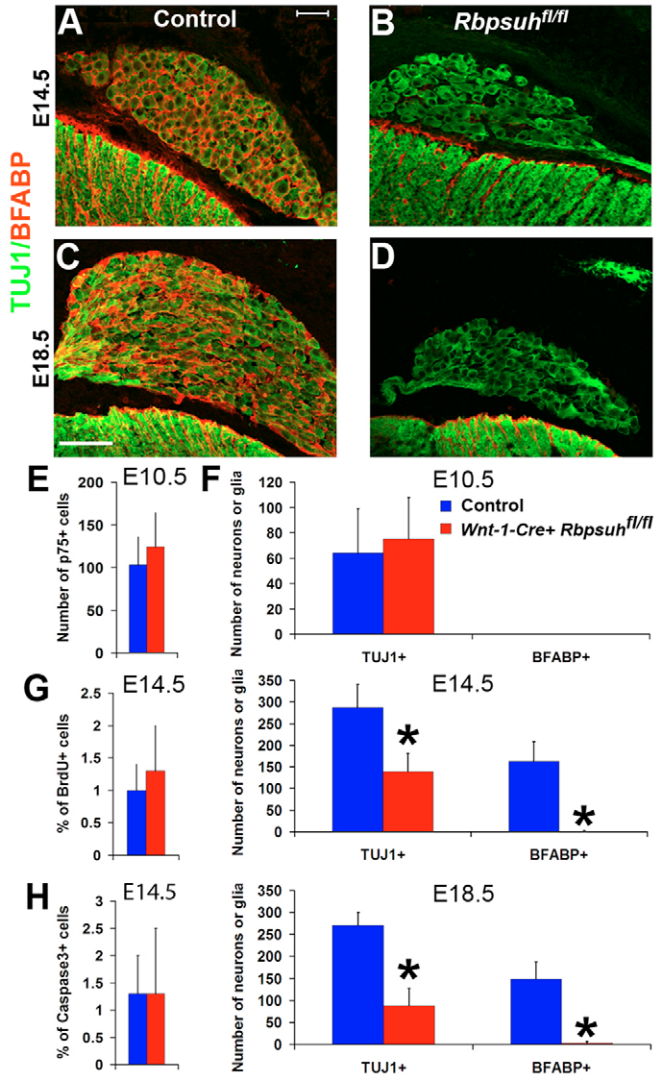 A Control
B Rbpsuhfl/fl
E14.5
TUJ1/BFABP
C
D
E18.5
E E10.5
Number of p75+ cells
200
150
100
50
0
F E10.5
Number of neurons or glia
120
100
80
60
40
20
0
Control
Wnt-1-Cre+ Rbpsuhfl/fl
TUJ1+ BFABP+
G E14.5
% of BrdU+ cells
2.5
2
1.5
1
0.5
0
E14.5
Number of neurons or glia
350
300
250
200
150
100
50
0
*
*
TUJ1+ BFABP+
H E14.5
% of Caspase3+ cells
3
2.5
2
1.5
1
0.5
0
E18.5
Number of neurons or glia
350
300
250
200
150
100
50
0
*
*
TUJ1+ BFABP+